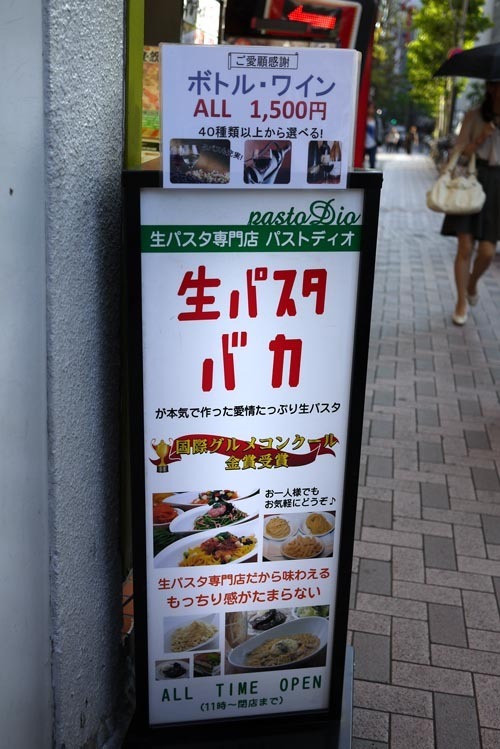 ご愛顧感謝
ボトル・ワイン
ALL 1,500円
40種類以上から選べる!
pastoDio
生パスタ専門店 パストディオ
生パスタ
バカ
が本気で作った愛情たっぷり生パスタ
国際グルメコンクール
金賞受賞
お一人様でも
お気軽にどうぞ♪
生パスタ専門店だから味わえる
もっちり感がたまらない
ALL TIME OPEN
(11時〜閉店まで)